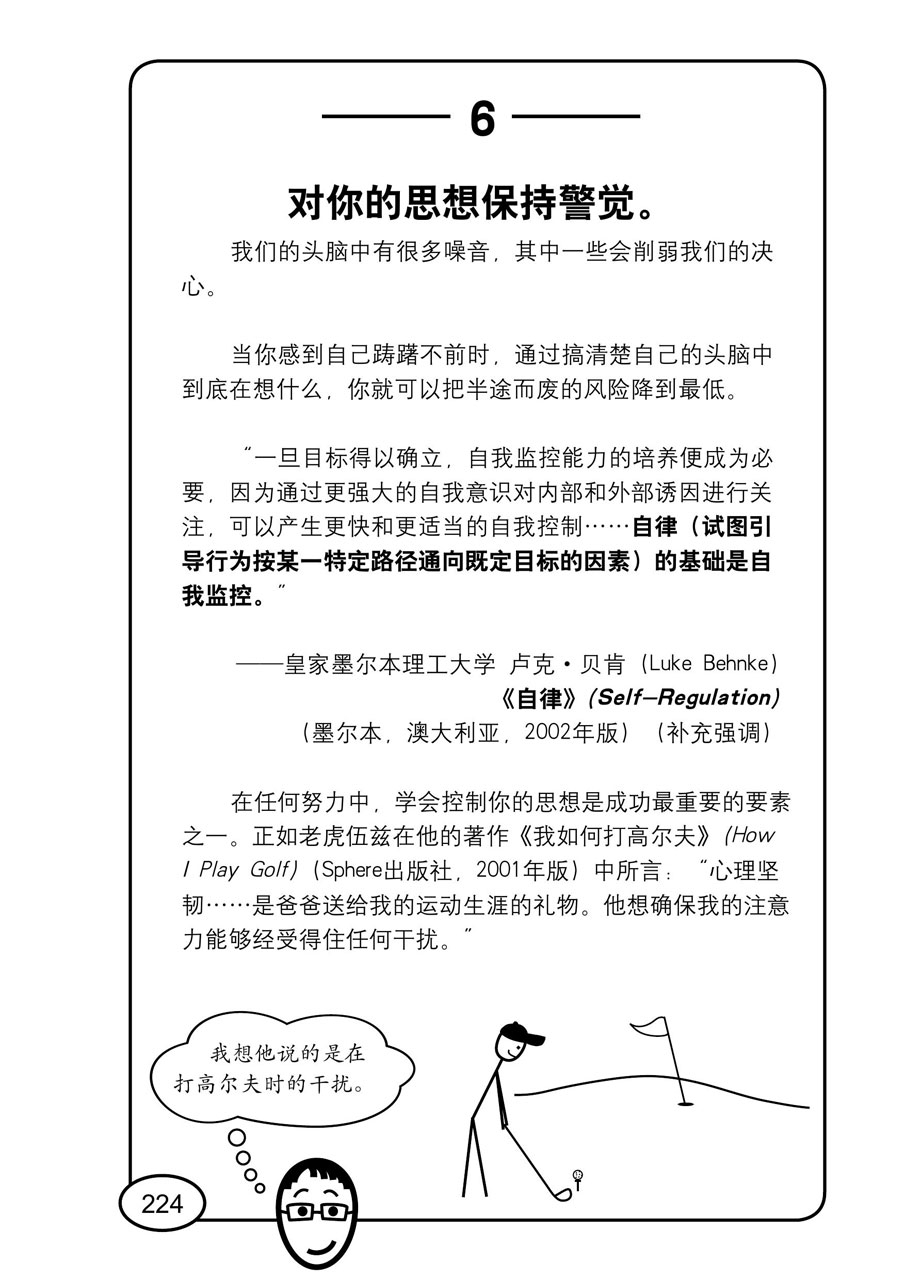 6
对你的思想保持警觉。
我们的头脑中有很多噪音，其中一些会削弱我们的决
心。
当你感到自己踌躇不前时，通过搞清楚自己的头脑中
到底在想什么，你就可以把半途而废的风险降到最低。
“一旦目标得以确立，自我监控能力的培养便成为必
要，因为通过更强大的自我意识对内部和外部诱因进行关
注，可以产生更快和更适当的自我控制……自律（试图引
导行为按某一特定路径通向既定目标的因素）的基础是自
我监控。”
——皇家墨尔本理工大学 卢克·贝肯（Luke Behnke）
《自律》（Self-Regulation）
（墨尔本，澳大利亚，2002年版）（补充强调）
在任何努力中，学会控制你的思想是成功最重要的要素
之一。正如老虎伍兹在他的著作《我如何打高尔夫》（How
I Play Golf）（Sphere出版社，2001年版）中所言：“心理坚
韧……是爸爸送给我的运动生涯的礼物。他想确保我的注意
力能够经受得住任何干扰。”
我想他说的是在
打高尔夫时的干扰。
224